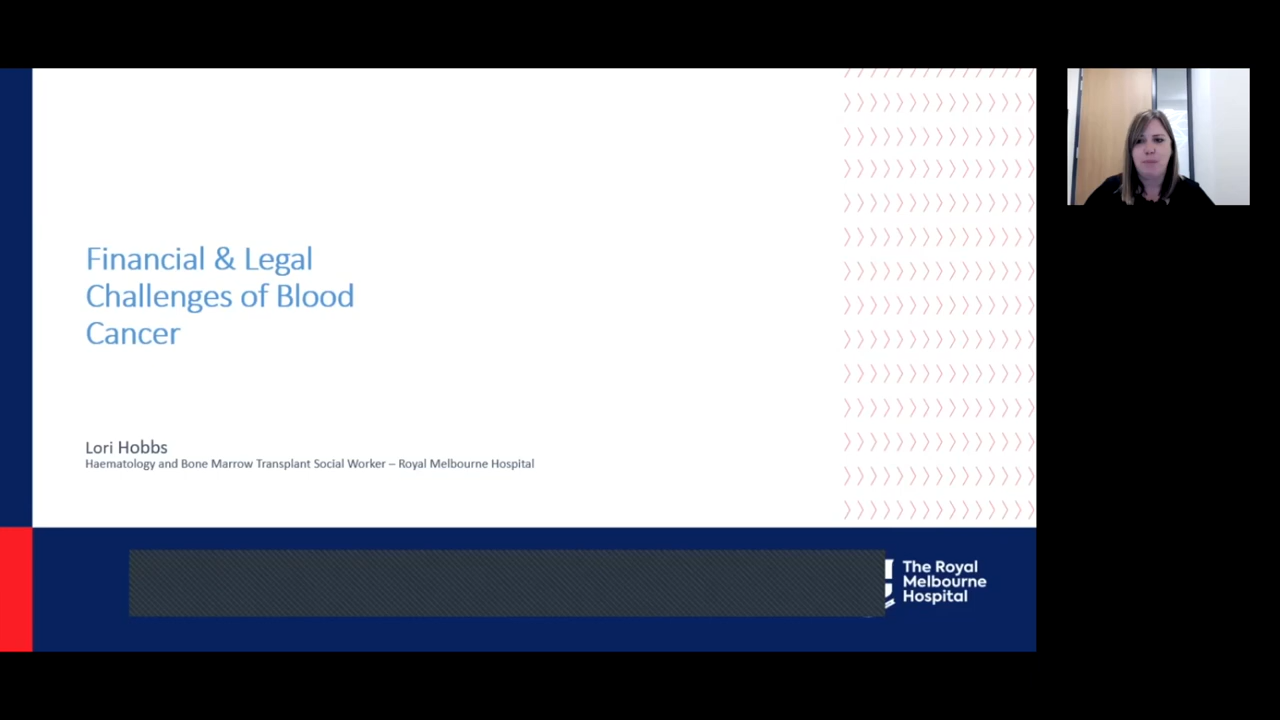 Financial & Legal
Challenges of Blood
Cancer
Lori Hobbs
Haematology and Bone Marrow Transplant Social Worker – Royal Melbourne Hospital
The Royal
Melbourne
Hospital